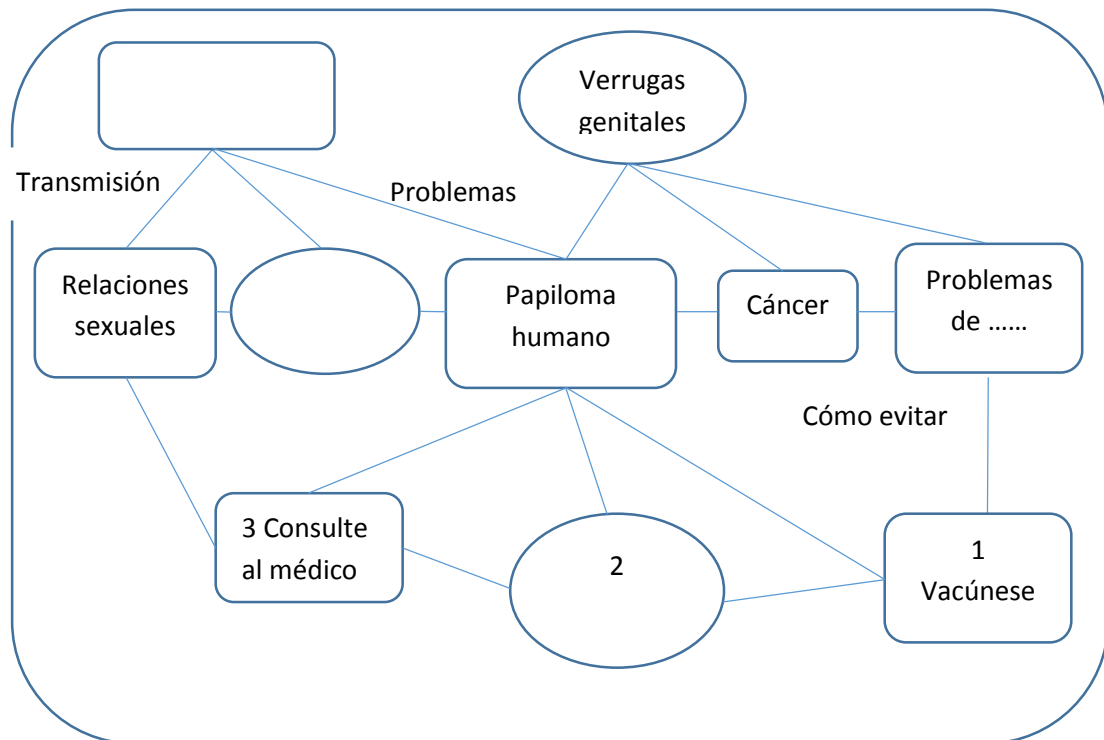 Verrugas
genitales
Transmisión
Problemas
Relaciones
sexuales
Papiloma
humano
Cáncer
Problemas
de ......
Cómo evitar
3 Consulte
al médico
2
1
Vacúnese